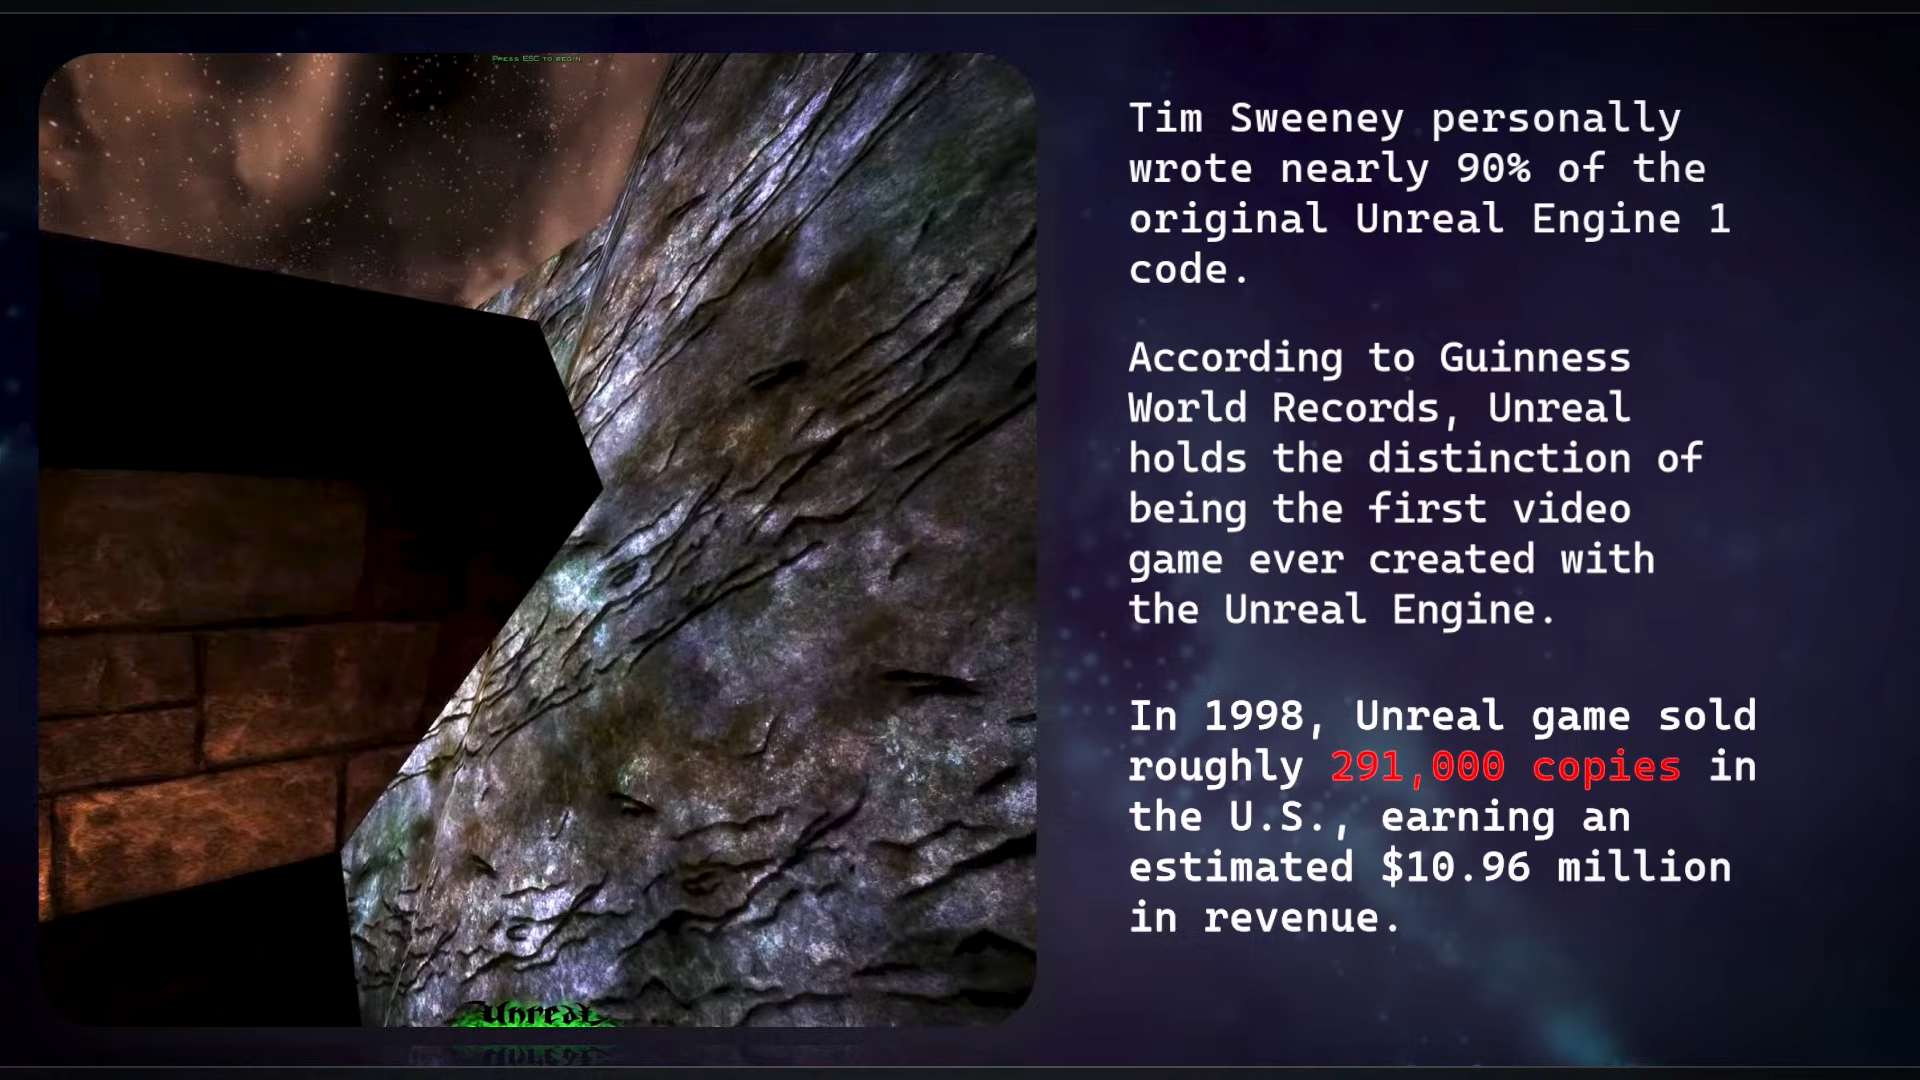 Press ESC to begin
Tim Sweeney personally
wrote nearly 90% of the
original Unreal Engine 1
code.
According to Guinness
World Records, Unreal
holds the distinction of
being the first video
game ever created with
the Unreal Engine.
In 1998, Unreal game sold
roughly 291,000 copies in
the U.S., earning an
estimated $10.96 million
in revenue.
Unreal